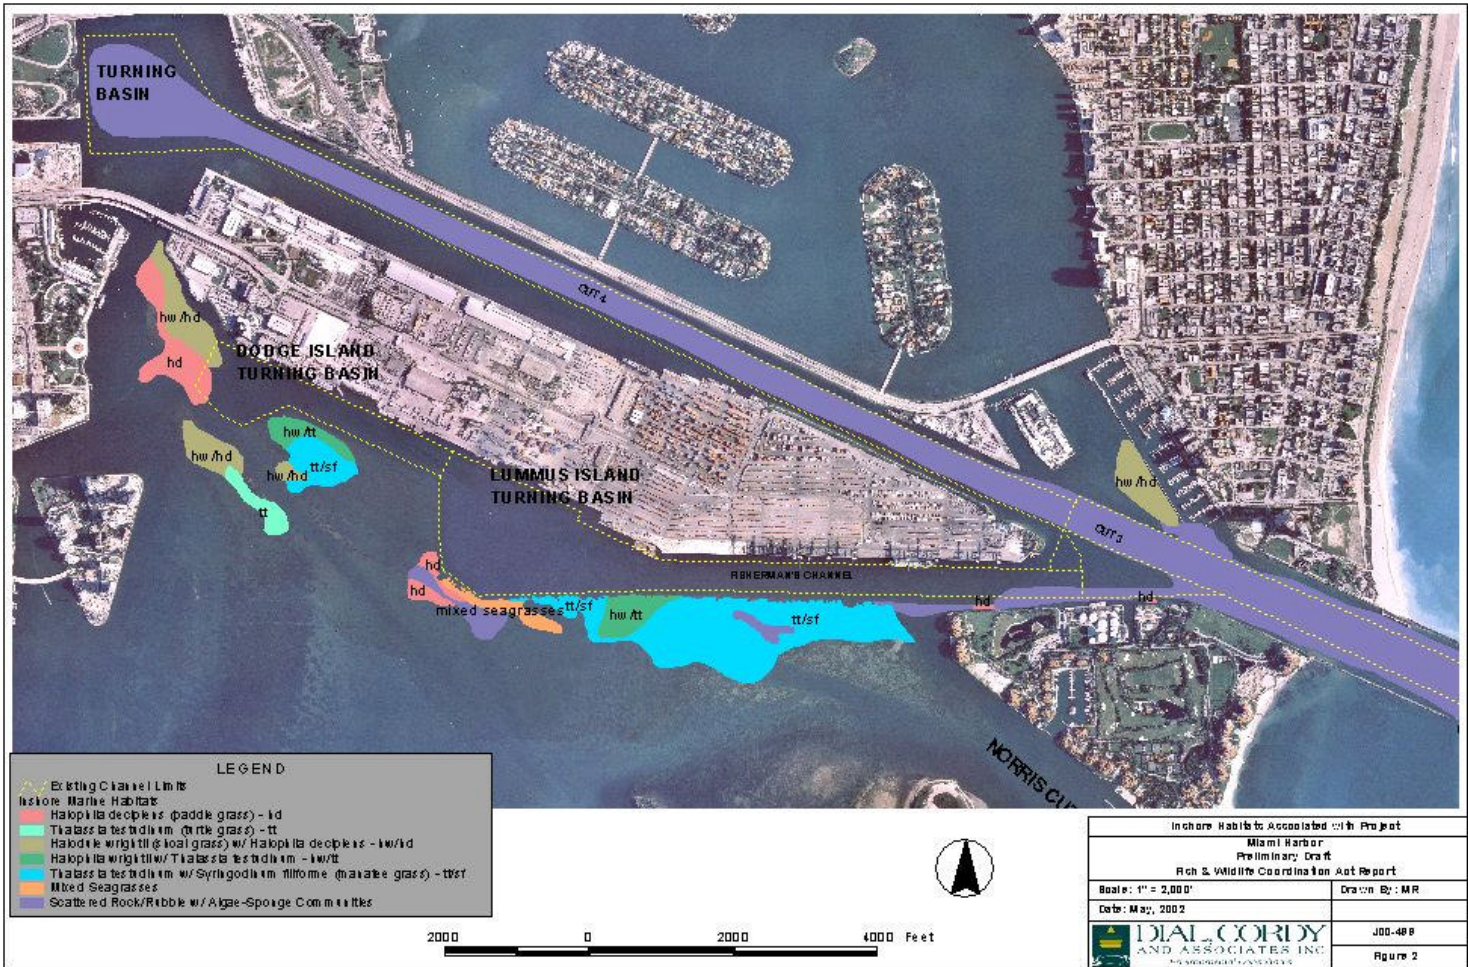 TURNING
BASIN
CUT 4
hw/hd
hd
DODGE ISLAND
TURNING BASIN
hw/tt
hw/hd
tt/sf
hw/hd
tt
LUMMUS ISLAND
TURNING BASIN
hw/hd
CUT 3
FISHERMAN'S CHANNEL
hd
hd
mixed seagrasses
tt/sf
hw/tt
tt/sf
hd
hd
NORRIS CU
LEGEND
Existing Channel Limits
Inshore Marine Habitats
Halophila decipiens (paddle grass) - hd
Thalassia testudinum (turtle grass) - tt
Halodule wrightii (shoal grass) w/ Halophila decipiens - hw/hd
Halophila wrightii w/ Thalassia testudinum - hw/tt
Thalassia testudinum w/ Syringodinum filiforme (manatee grass) - tt/sf
Mixed Seagrasses
Scattered Rock/Rubble w/ Algae-Sponge Communities
2000 0 2000 4000 Feet
Inshore Habitats Associated with Project
Miami Harbor
Preliminary Draft
Fish & Wildlife Coordination Act Report
Scale: 1" = 2,000'
Drawn By: MR
Date: May, 2002
DIAL CORDY
AND ASSOCIATES INC
J00-499
Figure 2